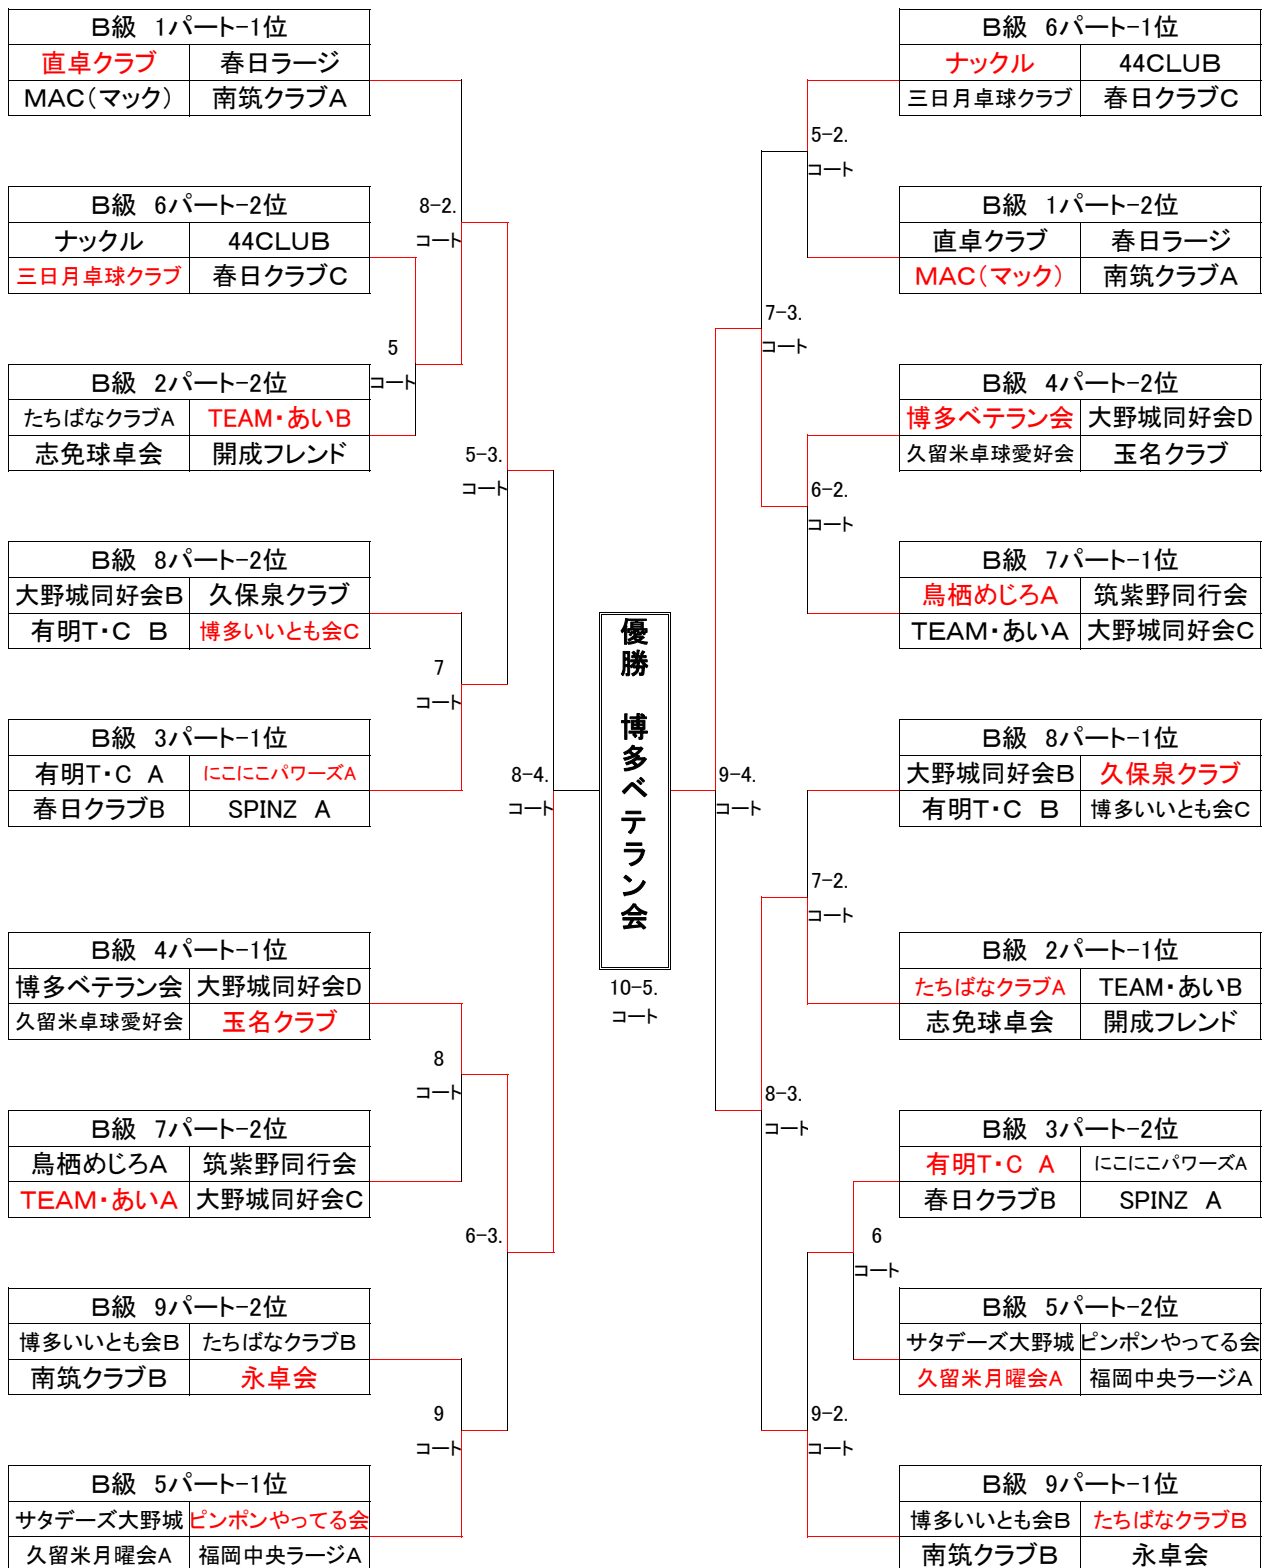 B級 1パート-1位
直卓クラブ 春日ラージ
MAC(マック) 南筑クラブA
B級 6パート-2位
ナックル 44CLUB
三日月卓球クラブ 春日クラブC
8-2.
コート
5
コート
B級 2パート-2位
たちばなクラブA TEAM・あいB
志免球卓会 開成フレンド
5-3.
コート
B級 8パート-2位
大野城同好会B 久保泉クラブ
有明T・C B 博多いいとも会C
7
コート
B級 3パート-1位
有明T・C A にこにこパワーズA
春日クラブB SPINZ A
8-4.
コート
B級 4パート-1位
博多ベテラン会 大野城同好会D
久留米卓球愛好会 玉名クラブ
8
コート
B級 7パート-2位
鳥栖めじろA 筑紫野同行会
TEAM・あいA 大野城同好会C
6-3.
B級 9パート-2位
博多いいとも会B たちばなクラブB
南筑クラブB 永卓会
9
コート
B級 5パート-1位
サタデーズ大野城 ピンポンやってる会
久留米月曜会A 福岡中央ラージA
優勝 博多ベテラン会
10-5.
コート
B級 6パート-1位
ナックル 44CLUB
三日月卓球クラブ 春日クラブC
5-2.
コート
B級 1パート-2位
直卓クラブ 春日ラージ
MAC(マック) 南筑クラブA
7-3.
コート
B級 4パート-2位
博多ベテラン会 大野城同好会D
久留米卓球愛好会 玉名クラブ
6-2.
コート
B級 7パート-1位
鳥栖めじろA 筑紫野同行会
TEAM・あいA 大野城同好会C
9-4.
コート
B級 8パート-1位
大野城同好会B 久保泉クラブ
有明T・C B 博多いいとも会C
7-2.
コート
B級 2パート-1位
たちばなクラブA TEAM・あいB
志免球卓会 開成フレンド
8-3.
コート
B級 3パート-2位
有明T・C A にこにこパワーズA
春日クラブB SPINZ A
6
コート
B級 5パート-2位
サタデーズ大野城 ピンポンやってる会
久留米月曜会A 福岡中央ラージA
9-2.
コート
B級 9パート-1位
博多いいとも会B たちばなクラブB
南筑クラブB 永卓会